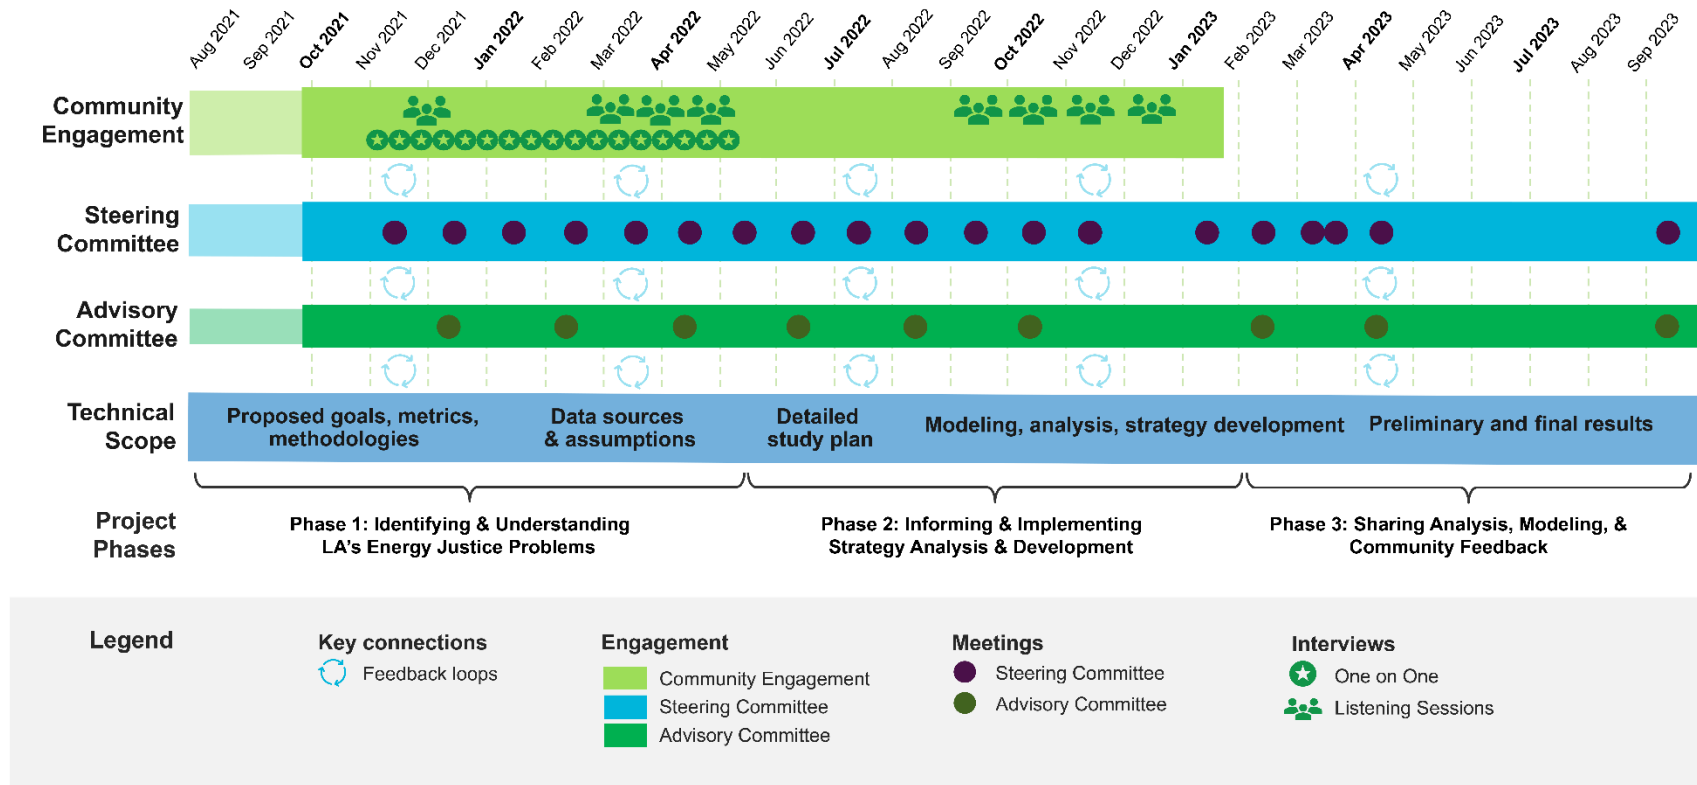 Aug 2021
Sep 2021
Oct 2021
Nov 2021
Dec 2021
Jan 2022
Feb 2022
Mar 2022
Apr 2022
May 2022
Jun 2022
Jul 2022
Aug 2022
Sep 2022
Oct 2022
Nov 2022
Dec 2022
Jan 2023
Feb 2023
Mar 2023
Apr 2023
May 2023
Jun 2023
Jul 2023
Aug 2023
Sep 2023
Community
Engagement
Steering
Committee
Advisory
Committee
Technical
Scope
Proposed goals, metrics,
methodologies
Data sources
& assumptions
Detailed
study plan
Modeling, analysis, strategy development
Preliminary and final results
Project
Phases
Phase 1: Identifying & Understanding
LA's Energy Justice Problems
Phase 2: Informing & Implementing
Strategy Analysis & Development
Phase 3: Sharing Analysis, Modeling, &
Community Feedback
Legend
Key connections
Feedback loops
Engagement
Community Engagement
Steering Committee
Advisory Committee
Meetings
Steering Committee
Advisory Committee
Interviews
One on One
Listening Sessions